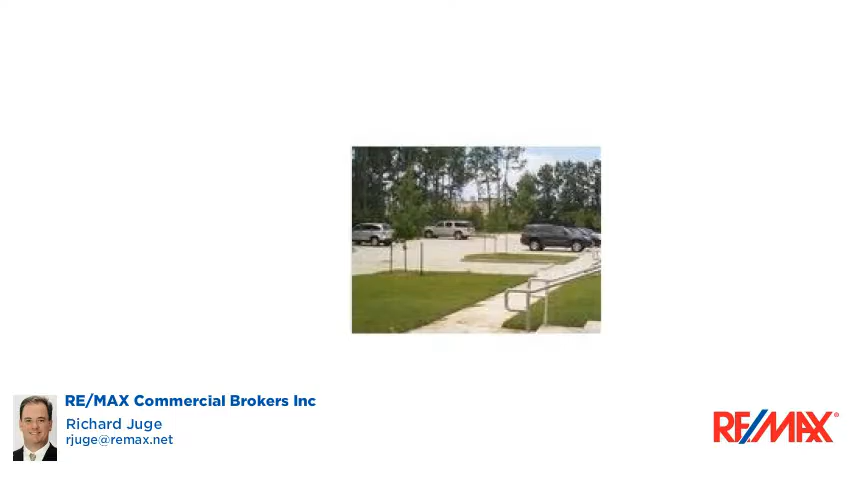 RE/MAX Commercial Brokers Inc
Richard Juge
rjuge@remax.net
RE/MAX®